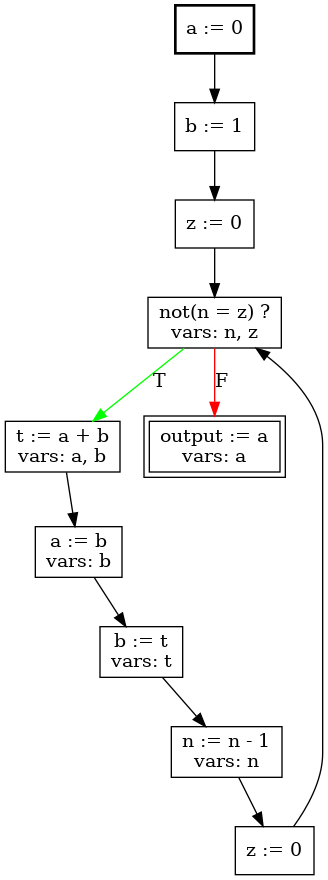 a := 0
b := 1
z := 0
not(n = z) ?
vars: n, z
T
F
t := a + b
vars: a, b
output := a
vars: a
a := b
vars: b
b := t
vars: t
n := n - 1
vars: n
z := 0